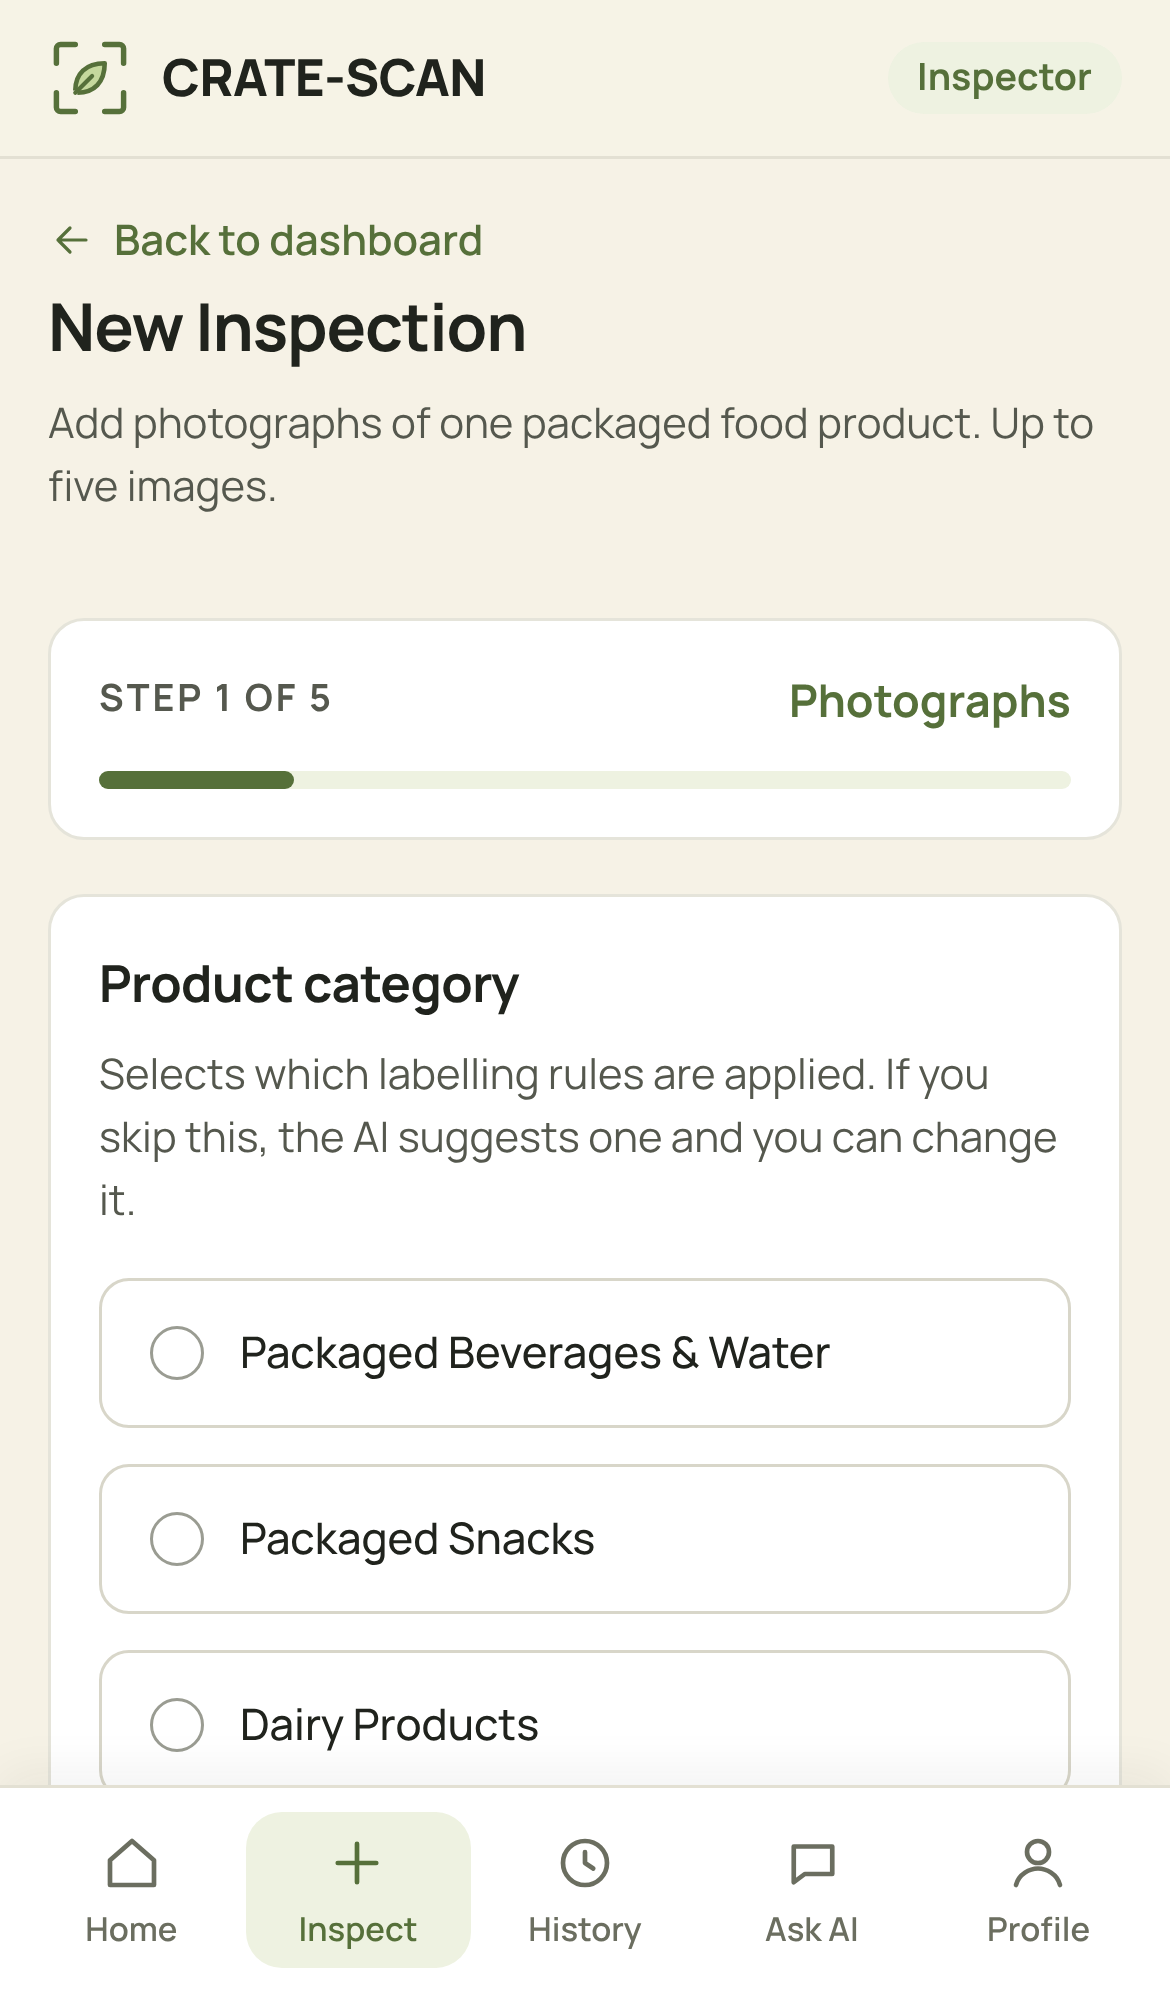 CRATE-SCAN
Inspector
Back to dashboard
New Inspection
Add photographs of one packaged food product. Up to
five images.
STEP 1 OF 5
Photographs
Product category
Selects which labelling rules are applied. If you
skip this, the AI suggests one and you can change
it.
Packaged Beverages & Water
Packaged Snacks
Dairy Products
Home
Inspect
History
Ask AI
Profile